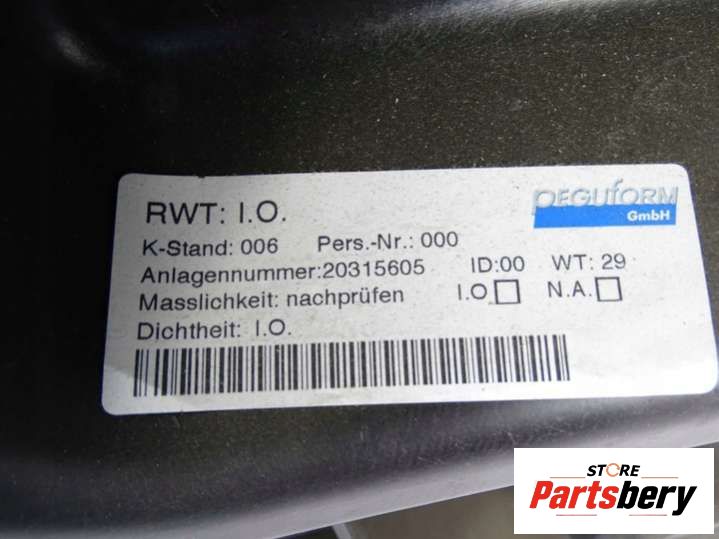 PEGUFORM
GmbH
RWT: I.O.
K-Stand: 006 Pers.-Nr.: 000
Anlagennummer:20315605 ID:00 WT: 29
Masslichkeit: nachprüfen I.O N.A.
Dichtheit: I.O.
STORE
Partsbery